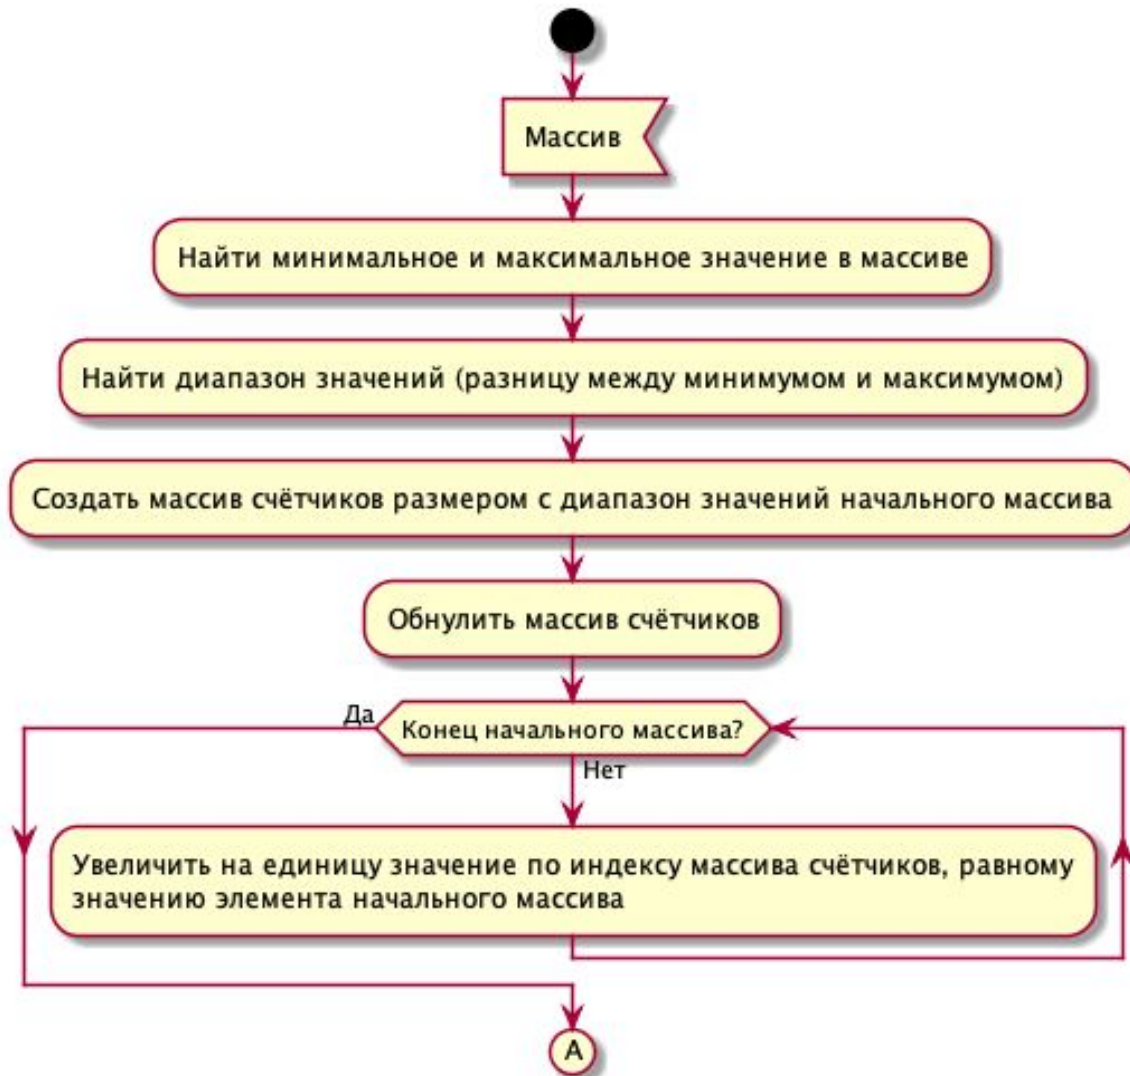 Массив
Найти минимальное и максимальное значение в массиве
Найти диапазон значений (разницу между минимумом и максимумом)
Создать массив счётчиков размером с диапазон значений начального массива
Обнулить массив счётчиков
Да
Конец начального массива?
Нет
Увеличить на единицу значение по индексу массива счётчиков, равному
значению элемента начального массива
A